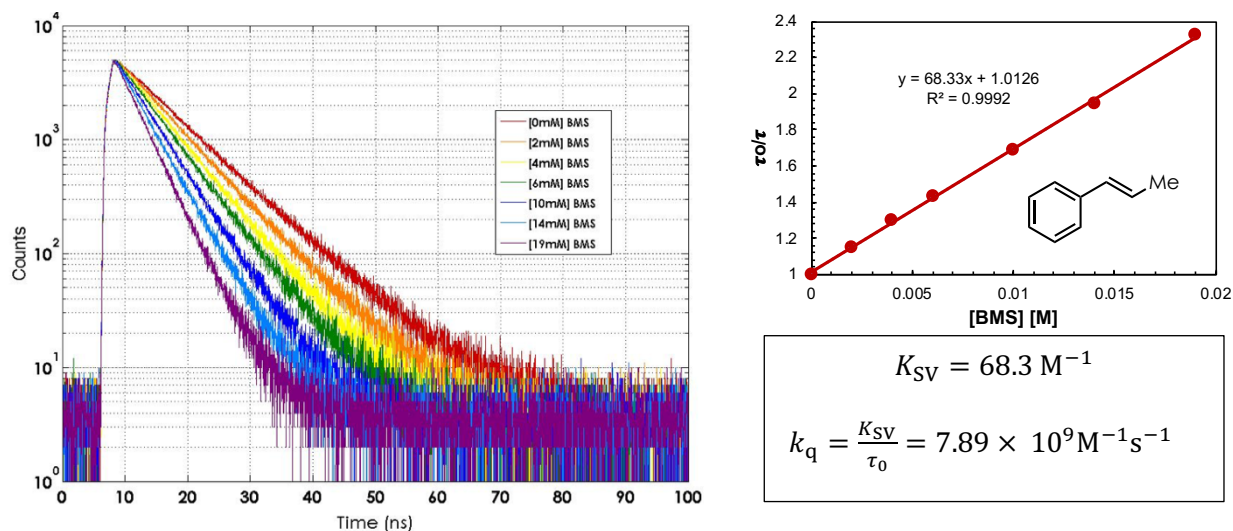 Counts
10⁴
10³
10²
10¹
10⁰
0 10 20 30 40 50 60 70 80 90 100
Time (ns)
[0mM] BMS
[2mM] BMS
[4mM] BMS
[6mM] BMS
[10mM] BMS
[14mM] BMS
[19mM] BMS
τ0/τ
2.4
2.2
2
1.8
1.6
1.4
1.2
1
y = 68.33x + 1.0126
R² = 0.9992
Me
0 0.005 0.01 0.015 0.02
[BMS] [M]
K_SV = 68.3 M⁻¹
k_q = K_SV/τ₀ = 7.89 × 10⁹M⁻¹s⁻¹